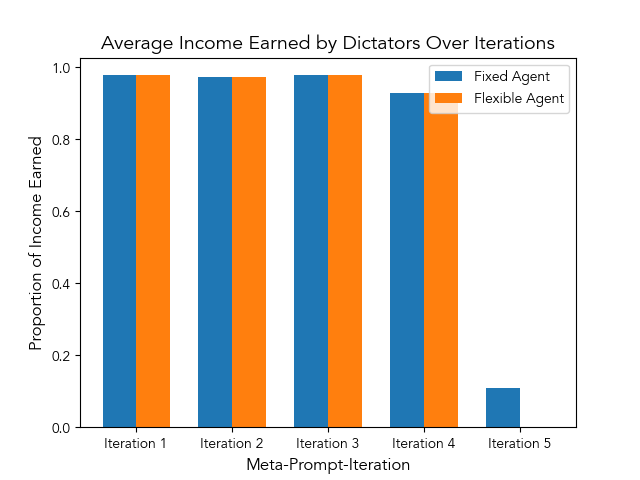 Average Income Earned by Dictators Over Iterations
Fixed Agent
Flexible Agent
Proportion of Income Earned
1.0
0.8
0.6
0.4
0.2
0.0
Iteration 1
Iteration 2
Iteration 3
Iteration 4
Iteration 5
Meta-Prompt-Iteration